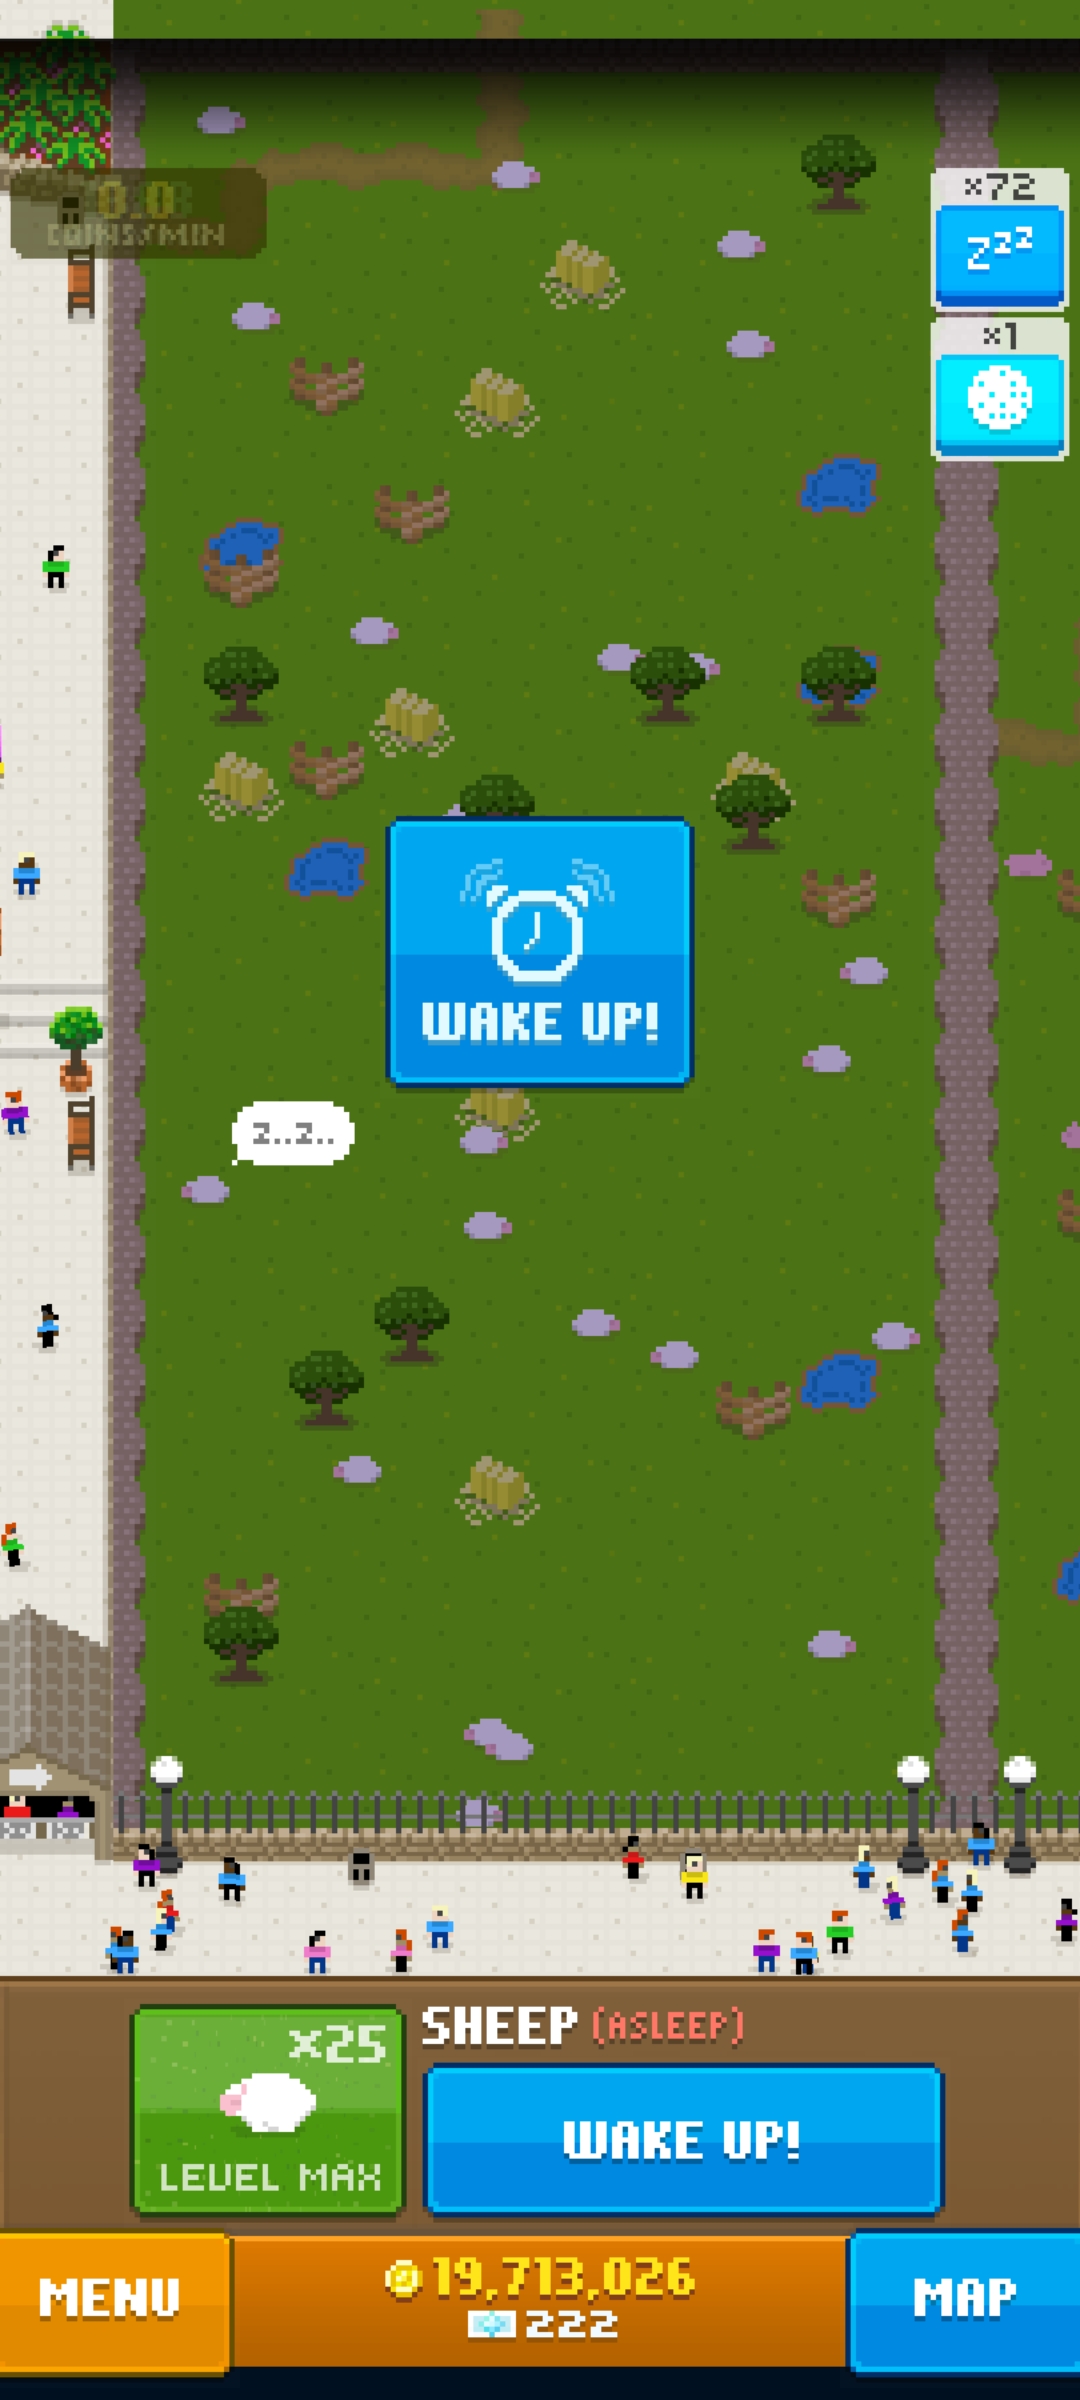 0.0
COINS/MIN
x72
zzz
x1
WAKE UP!
z..z..
x25
LEVEL MAX
SHEEP (ASLEEP)
WAKE UP!
MENU
19,713,026
222
MAP